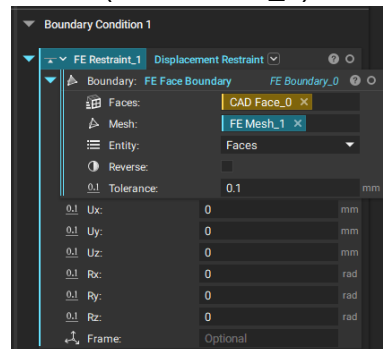 Boundary Condition 1
FE Restraint_1 Displacement Restraint ?
Boundary: FE Face Boundary FE Boundary_0 ?
Faces: CAD Face_0 ×
Mesh: FE Mesh_1 ×
Entity: Faces
Reverse:
0.1 Tolerance: 0.1 mm
0.1 Ux: 0 mm
0.1 Uy: 0 mm
0.1 Uz: 0 mm
0.1 Rx: 0 rad
0.1 Ry: 0 rad
0.1 Rz: 0 rad
Frame: Optional